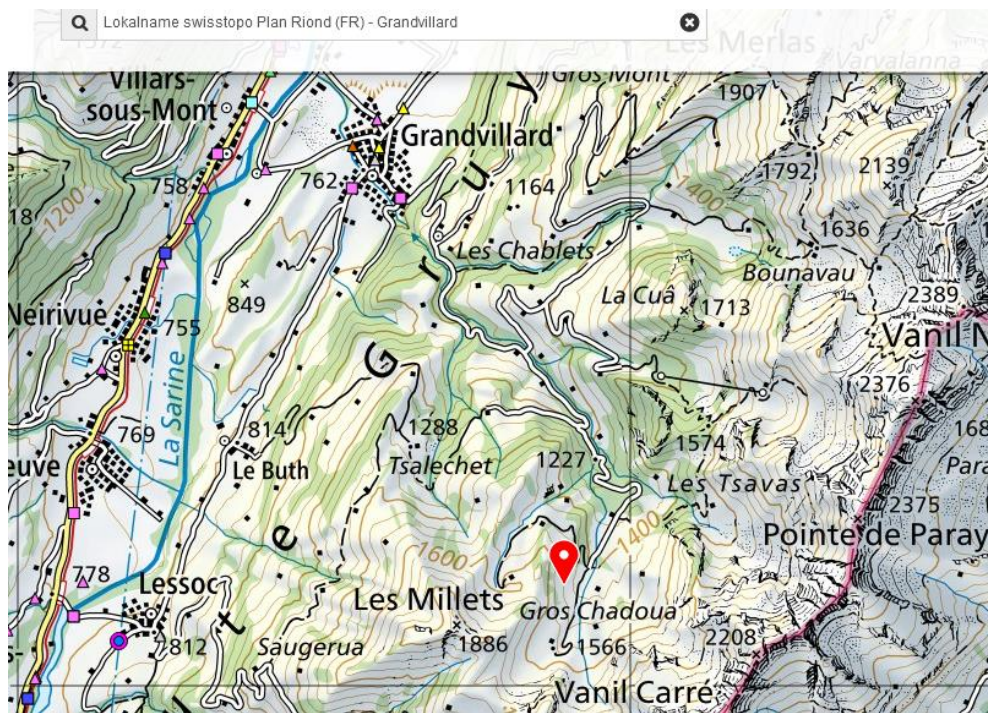 Lokalname swisstopo Plan Riond (FR) - Grandvillard
Les Merlas
Varvalanna
Villars-
sous-Mont
Gros Mont
1907
Grandvillard
2139
1792
758
762
1164
1400
1200
1636
Les Chablets
Bounavau
849
La Cuâ
1713
2389
Neirivue
755
Vanil N
G r u y
2376
La Sarine
769
814
1288
euve
Le Buth
Tsalechet
1227
1574
Les Tsavas
Para
2375
Pointe de Paray
1600
1400
778
Lessoc
Les Millets
Gros Chadoua
812
Saugerua
1886
1566
2208
Vanil Carré